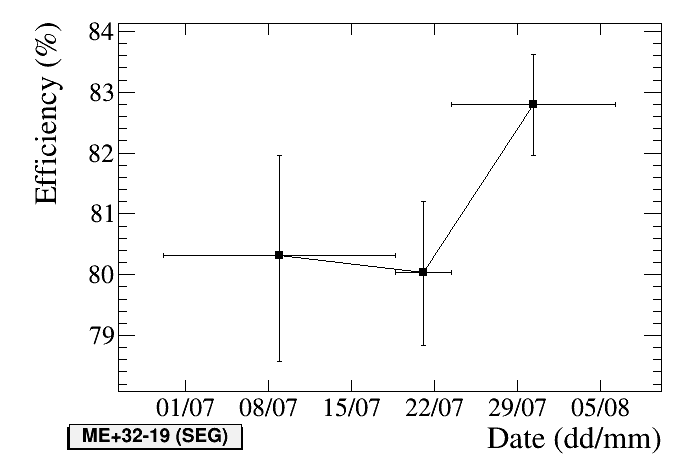 Efficiency (%)
84
83
82
81
80
79
01/07 08/07 15/07 22/07 29/07 05/08
ME+32-19 (SEG)
Date (dd/mm)